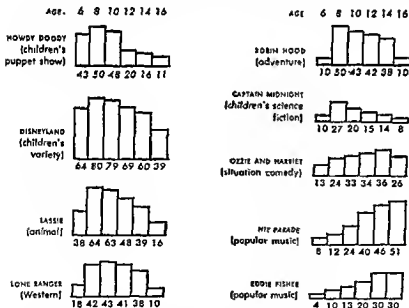 AGE. 6 8 10 12 14 16
HOWDY DOODY
(children's
puppet show)
43 50 48 20 16 11
DISNEYLAND
(children's
variety)
64 80 79 69 60 39
LASSIE
(animal)
38 64 63 48 39 16
LONE RANGER
(Western)
18 42 43 41 38 10
AGE 6 8 10 12 14 16
ROBIN HOOD
(adventure)
10 50 43 42 38 10
CAPTAIN MIDNIGHT
(children's science
fiction)
10 27 20 15 14 8
OZZIE AND HARRIET
(situation comedy)
13 24 33 34 36 26
HIT PARADE
(popular music)
8 12 24 40 46 51
EDDIE FISHER
(popular music)
4 10 13 20 30 30